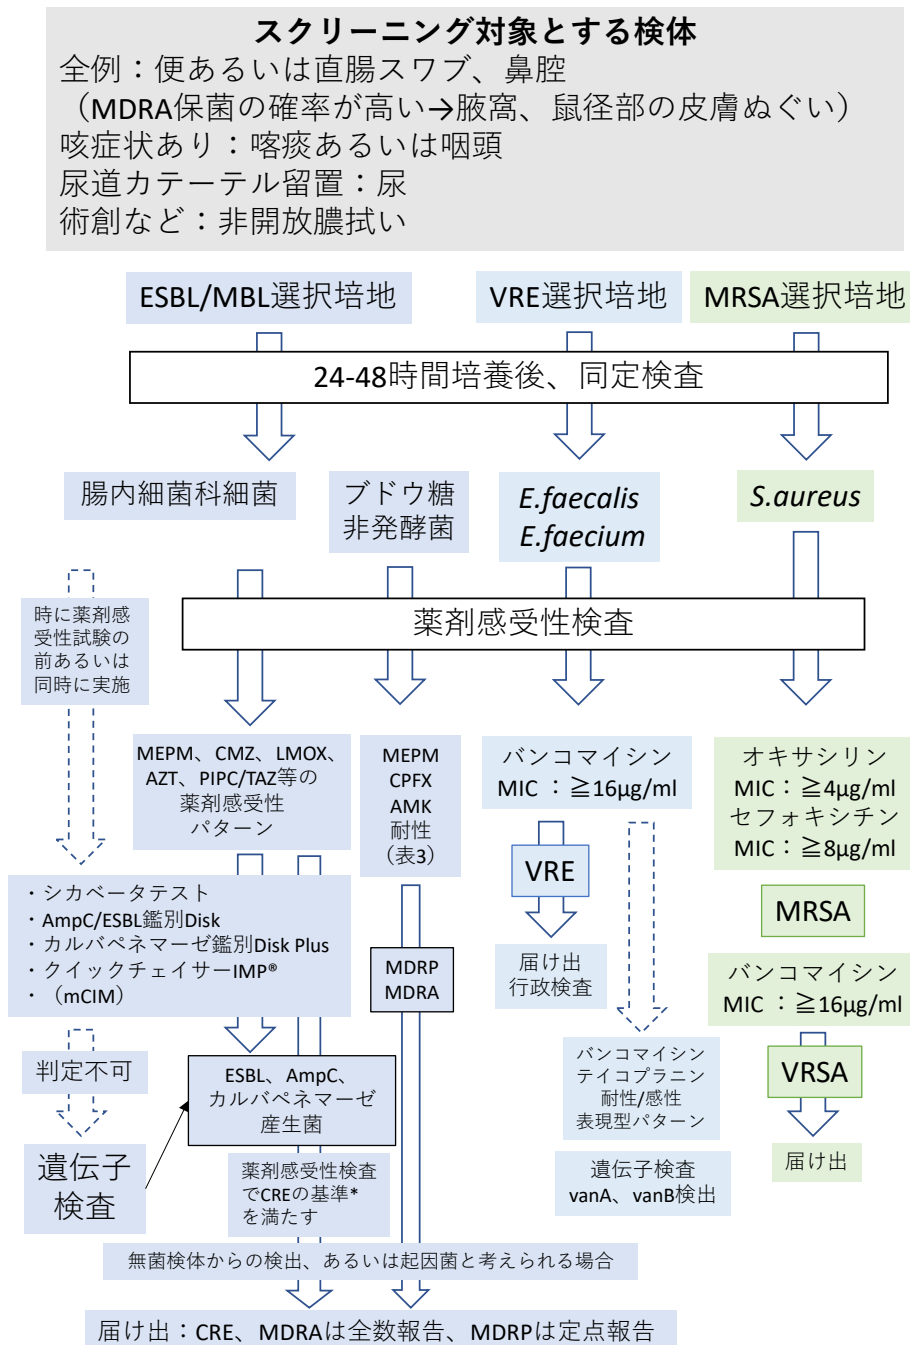 スクリーニング対象とする検体
全例：便あるいは直腸スワブ、鼻腔
（MDRA保菌の確率が高い→腋窩、鼠径部の皮膚ぬぐい）
咳症状あり：喀痰あるいは咽頭
尿道カテーテル留置：尿
術創など：非開放膿拭い
ESBL/MBL選択培地
VRE選択培地
MRSA選択培地
24-48時間培養後、同定検査
腸内細菌科細菌
ブドウ糖
非発酵菌
E.faecalis
E.faecium
S.aureus
時に薬剤感
受性試験の
前あるいは
同時に実施
薬剤感受性検査
MEPM、CMZ、LMOX、
AZT、PIPC/TAZ等の
薬剤感受性
パターン
MEPM
CPFX
AMK
耐性
（表3）
バンコマイシン
MIC ：≧16μg/ml
オキサシリン
MIC：≧4μg/ml
セフォキシチン
MIC：≧8μg/ml
・シカベータテスト
・AmpC/ESBL鑑別Disk
・カルバペネマーゼ鑑別Disk Plus
・クイックチェイサーIMP®
・（mCIM）
VRE
MRSA
MDRP
MDRA
届け出
行政検査
バンコマイシン
MIC ：≧16μg/ml
判定不可
ESBL、AmpC、
カルバペネマーゼ
産生菌
バンコマイシン
テイコプラニン
耐性/感性
表現型パターン
VRSA
遺伝子
検査
薬剤感受性検査
でCREの基準*
を満たす
遺伝子検査
vanA、vanB検出
届け出
無菌検体からの検出、あるいは起因菌と考えられる場合
届け出：CRE、MDRAは全数報告、MDRPは定点報告